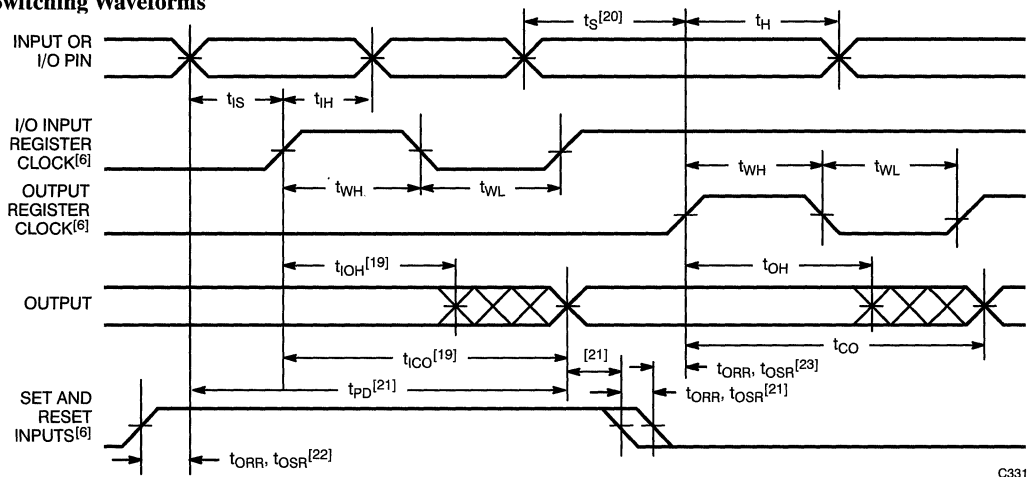 Switching Waveforms
tS[20]
tH
INPUT OR
I/O PIN
tIS
tIH
I/O INPUT
REGISTER
CLOCK[6]
tWH
tWL
tWH
tWL
OUTPUT
REGISTER
CLOCK[6]
tIOH[19]
tOH
OUTPUT
tICO[19]
[21]
tCO
tORR, tOSR[23]
tPD[21]
tORR, tOSR[21]
SET AND
RESET
INPUTS[6]
tORR, tOSR[22]
C331